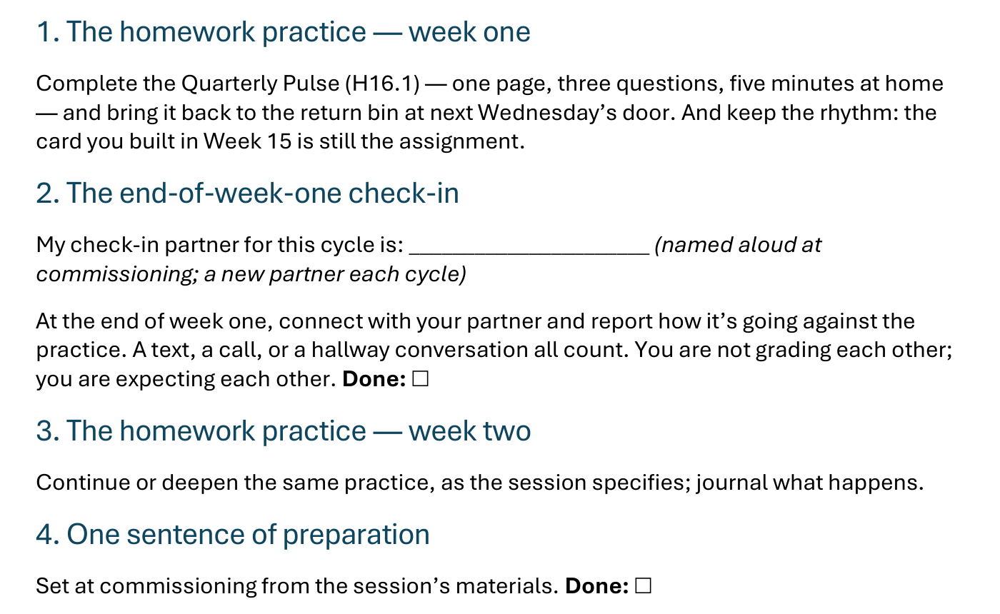 1. The homework practice — week one
Complete the Quarterly Pulse (H16.1) — one page, three questions, five minutes at home
— and bring it back to the return bin at next Wednesday’s door. And keep the rhythm: the
card you built in Week 15 is still the assignment.
2. The end-of-week-one check-in
My check-in partner for this cycle is: ______________________ (named aloud at
commissioning; a new partner each cycle)
At the end of week one, connect with your partner and report how it’s going against the
practice. A text, a call, or a hallway conversation all count. You are not grading each other;
you are expecting each other. Done: ☐
3. The homework practice — week two
Continue or deepen the same practice, as the session specifies; journal what happens.
4. One sentence of preparation
Set at commissioning from the session’s materials. Done: ☐